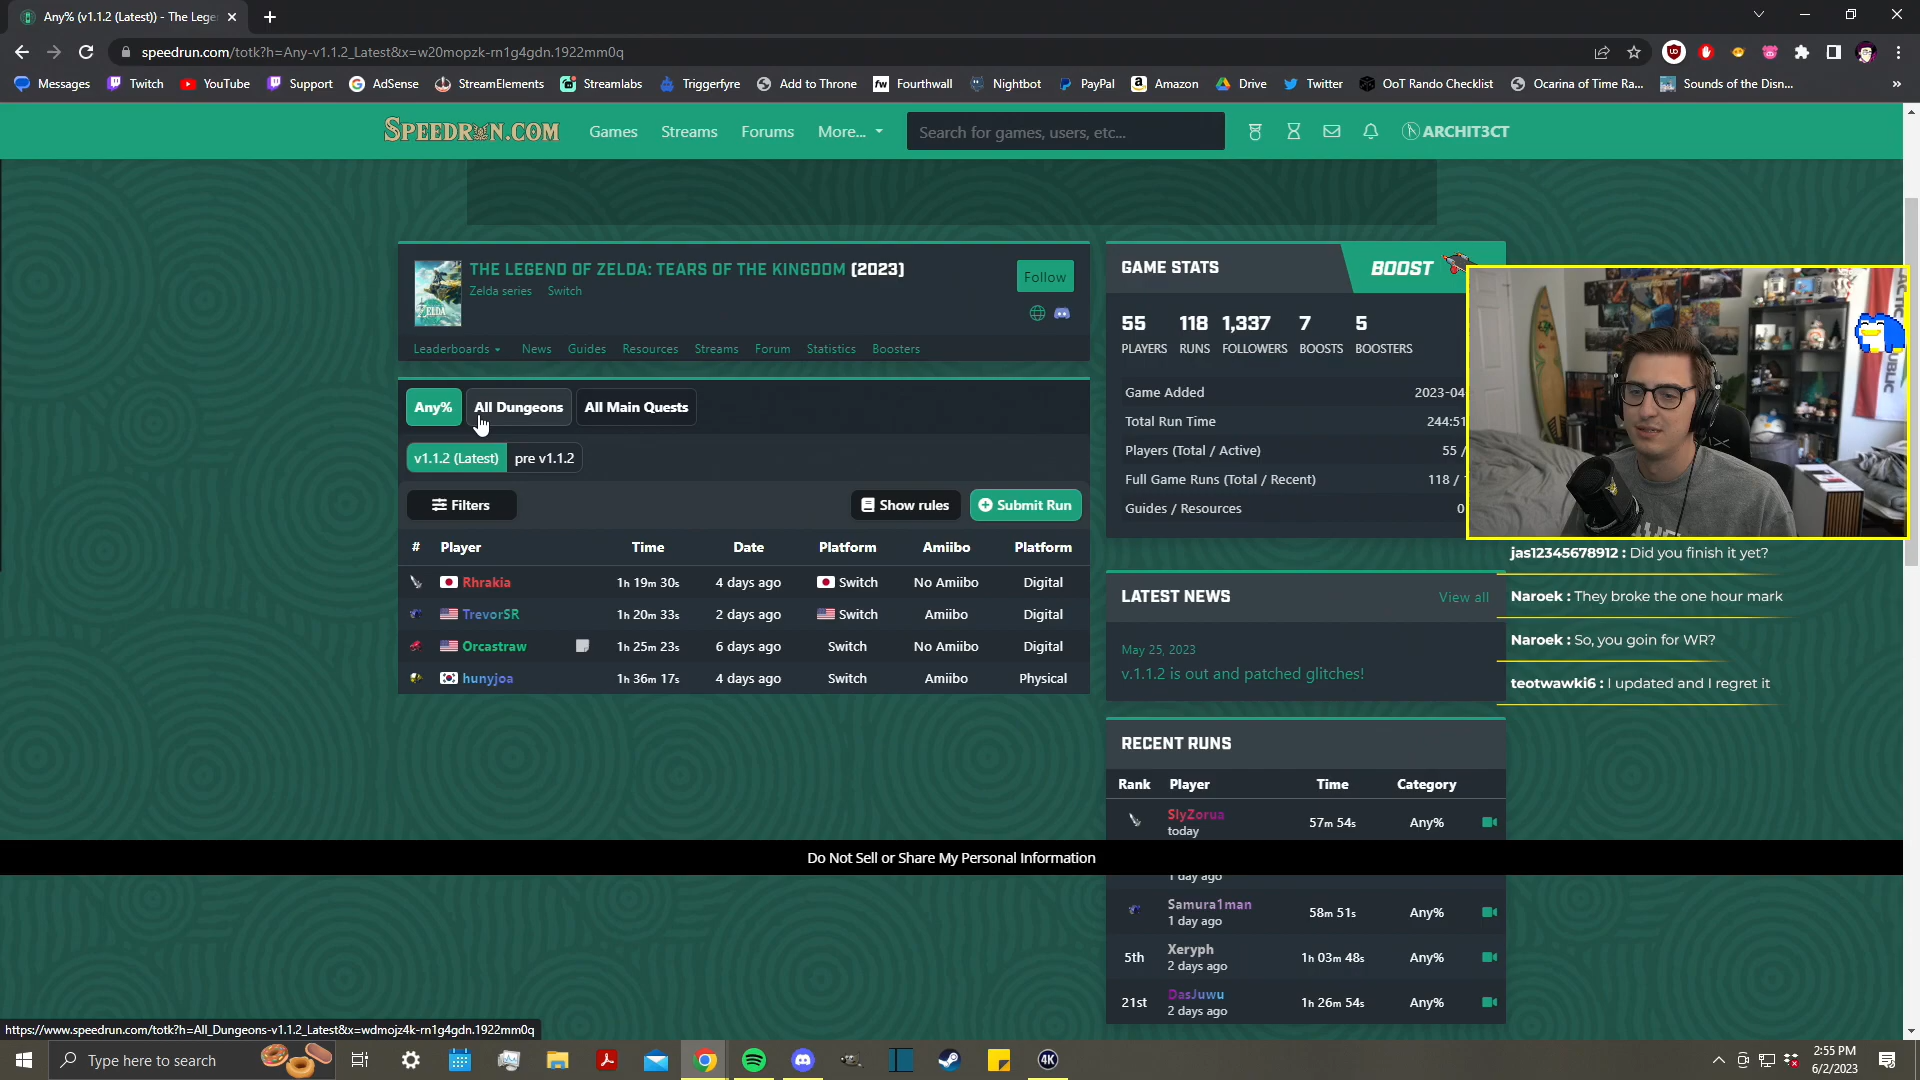 Any% (v1.1.2 (Latest)) - The Lege
speedrun.com/totk?h=Any-v1.1.2_Latest&x=w20mopzk-rn1g4gdn.1922mm0q
Messages Twitch YouTube Support AdSense StreamElements Streamlabs Triggerfyre Add to Throne Fourthwall Nightbot PayPal Amazon Drive Twitter OoT Rando Checklist Ocarina of Time Ra... Sounds of the Disn... »
SPEEDRUN.COM Games Streams Forums More... Search for games, users, etc... ARCHIT3CT
THE LEGEND OF ZELDA: TEARS OF THE KINGDOM (2023)
Zelda series Switch
Follow
ZELDA
Leaderboards News Guides Resources Streams Forum Statistics Boosters
Any% All Dungeons All Main Quests
v1.1.2 (Latest) pre v1.1.2
Filters Show rules Submit Run
# Player Time Date Platform Amiibo Platform
Rhrakia 1h 19m 30s 4 days ago Switch No Amiibo Digital
TrevorSR 1h 20m 33s 2 days ago Switch Amiibo Digital
Orcastraw 1h 25m 23s 6 days ago Switch No Amiibo Digital
hunyjoa 1h 36m 17s 4 days ago Switch Amiibo Physical
GAME STATS BOOST
55 118 1,337 7 5
PLAYERS RUNS FOLLOWERS BOOSTS BOOSTERS
Game Added 2023-04
Total Run Time 244:51
Players (Total / Active) 55 /
Full Game Runs (Total / Recent) 118 /
Guides / Resources 0
LATEST NEWS View all
May 25, 2023
v.1.1.2 is out and patched glitches!
RECENT RUNS
Rank Player Time Category
SlyZorua 57m 54s Any%
today
Do Not Sell or Share My Personal Information
1 day ago
Samura1man 58m 51s Any%
1 day ago
5th Xeryph 1h 03m 48s Any%
2 days ago
21st DasJuwu 1h 26m 54s Any%
2 days ago
jas12345678912 : Did you finish it yet?
Naroek : They broke the one hour mark
Naroek : So, you goin for WR?
teotwawki6 : I updated and I regret it
https://www.speedrun.com/totk?h=All_Dungeons-v1.1.2_Latest&x=wdmojz4k-rn1g4gdn.1922mm0q
Type here to search
4K
2:55 PM
6/2/2023